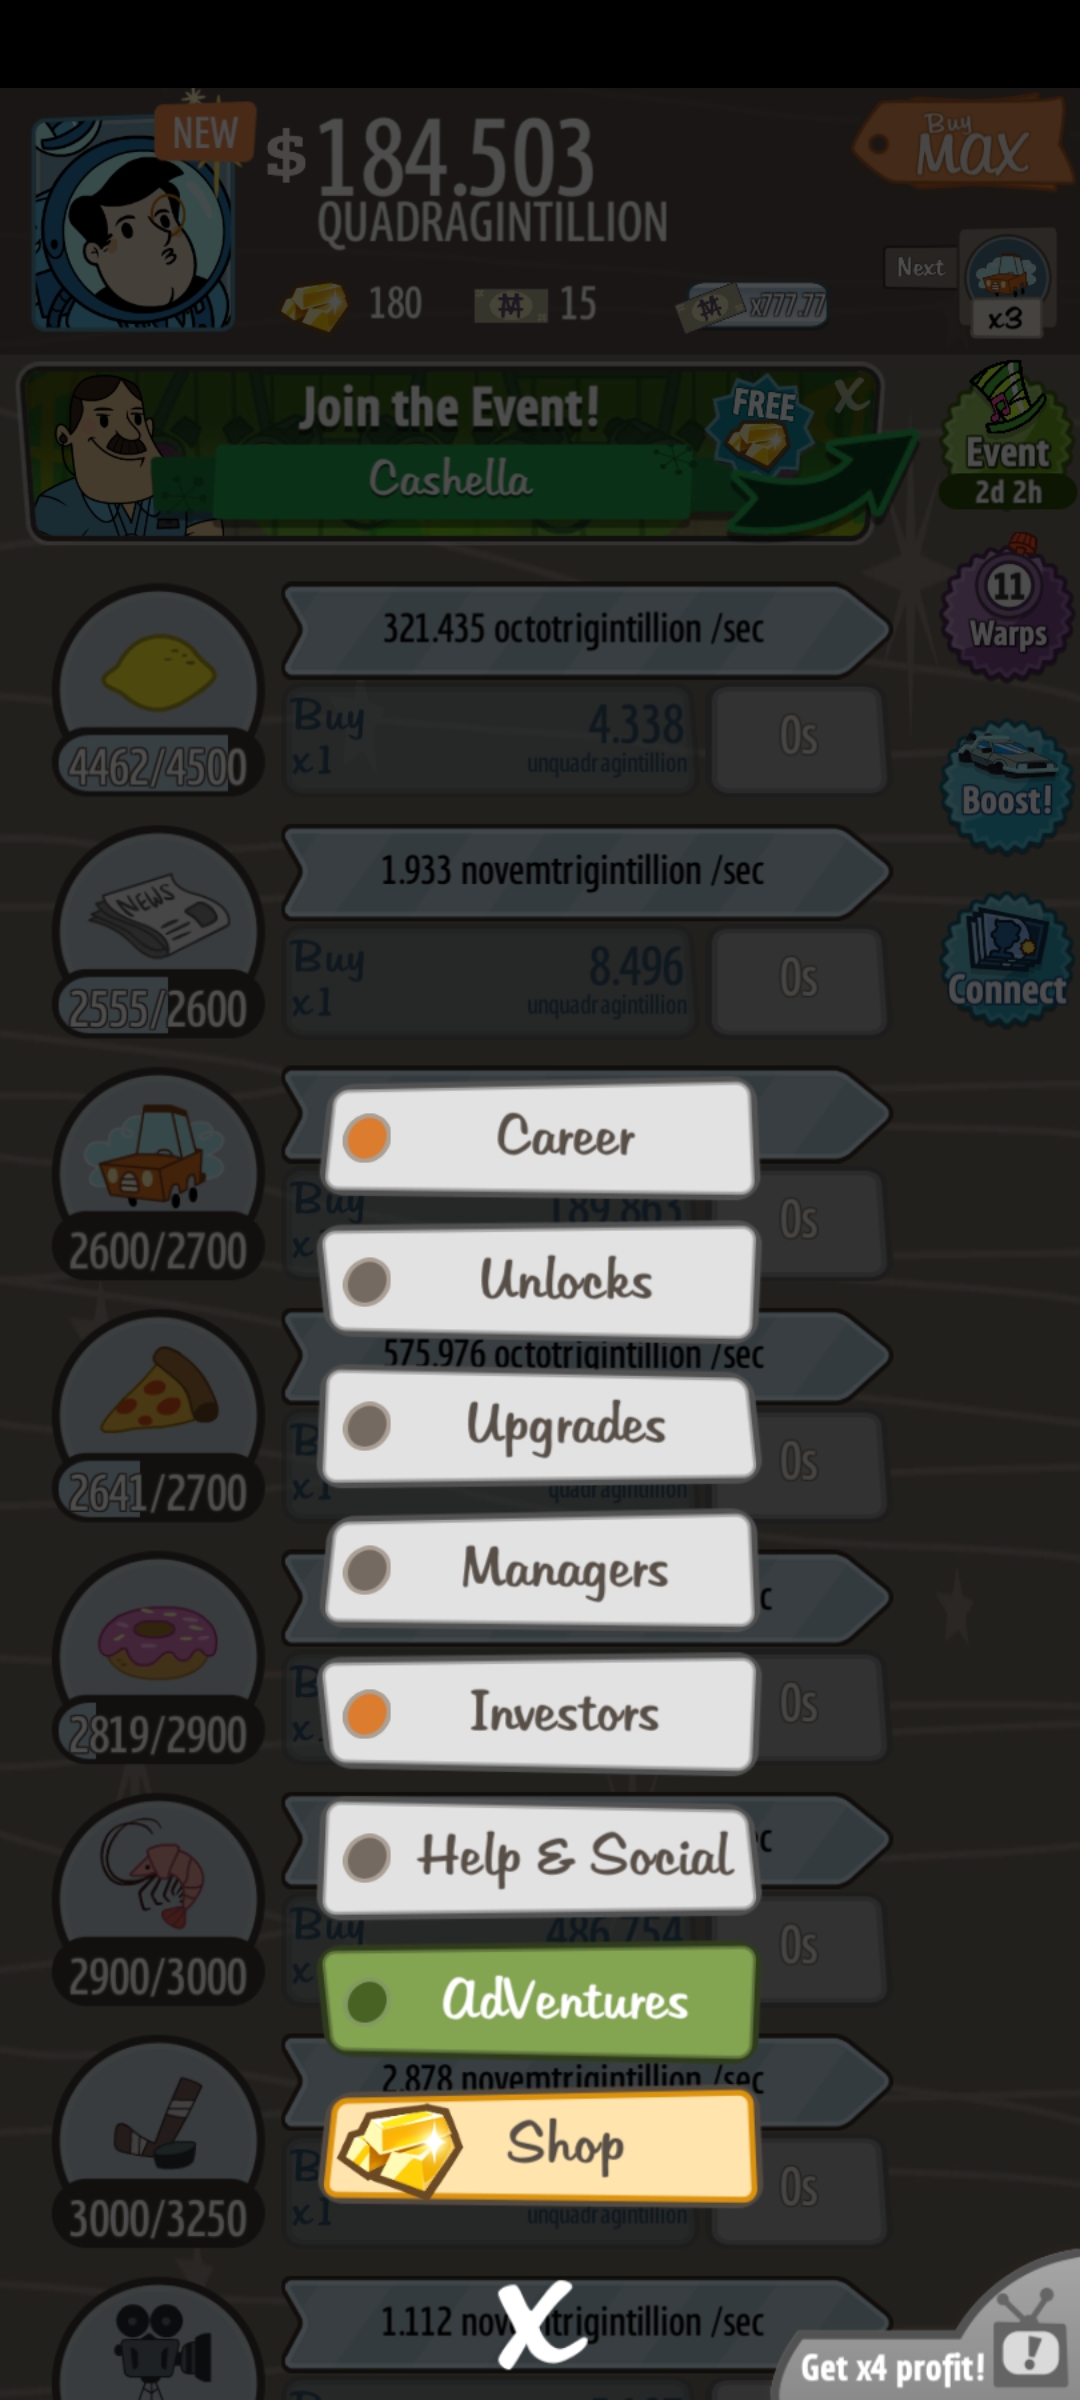 NEW
$184.503
QUADRAGINTILLION
Buy
MAX
180
15
x777.77
Next
x3
Join the Event!
FREE
X
Cashella
Event
2d 2h
321.435 octotrigintillion /sec
11
Warps
Buy
x1
4.338
unquadragintillion
0s
4462/4500
Boost!
1.933 novemtrigintillion /sec
NEWS
Buy
x1
8.496
unquadragintillion
0s
2555/2600
Connect
Career
Buy
189.863
0s
2600/2700
Unlocks
575.976 octotrigintillion /sec
Upgrades
0s
x1
quadragintillion
2641/2700
Managers
Investors
0s
2819/2900
Help & Social
Buy
486.754
0s
2900/3000
AdVentures
2.878 novemtrigintillion /sec
Shop
0s
x1
unquadragintillion
3000/3250
X
1.112 trigintillion /sec
Get x4 profit!
!